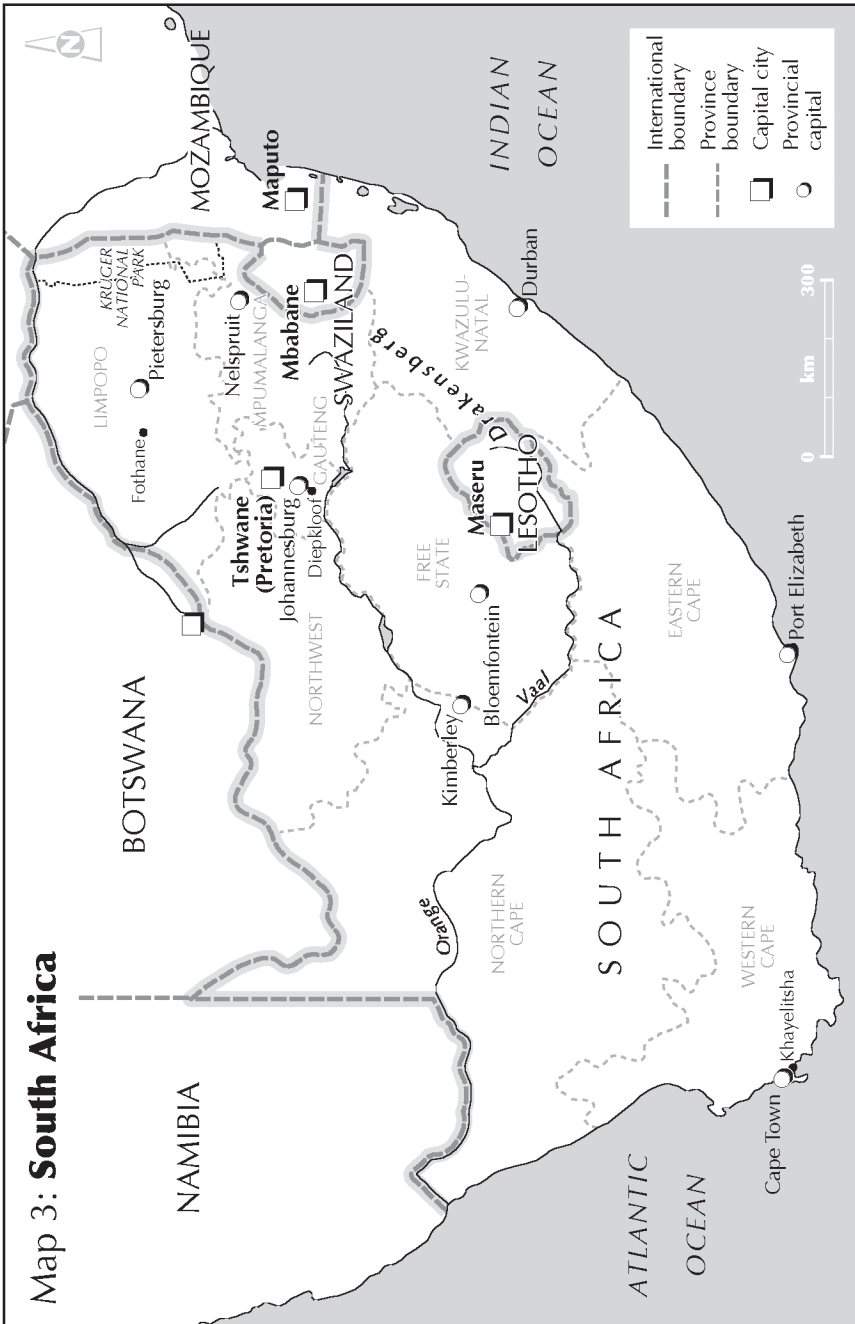 Map 3: South Africa
N
NAMIBIA
BOTSWANA
MOZAMBIQUE
LIMPOPO
KRÜGER
NATIONAL
PARK
Fothane
Pietersburg
Nelspruit
MPUMALANGA
Maputo
Mbabane
SWAZILAND
Tshwane
(Pretoria)
Johannesburg
Diepkloof
GAUTENG
NORTHWEST
FREE
STATE
Drakensberg
KWAZULU-
NATAL
Durban
Maseru
LESOTHO
Kimberley
Bloemfontein
Vaal
Orange
NORTHERN
CAPE
SOUTH AFRICA
EASTERN
CAPE
WESTERN
CAPE
Port Elizabeth
Cape Town
Khayelitsha
ATLANTIC
OCEAN
INDIAN
OCEAN
0 km 300
International
boundary
Province
boundary
Capital city
Provincial
capital